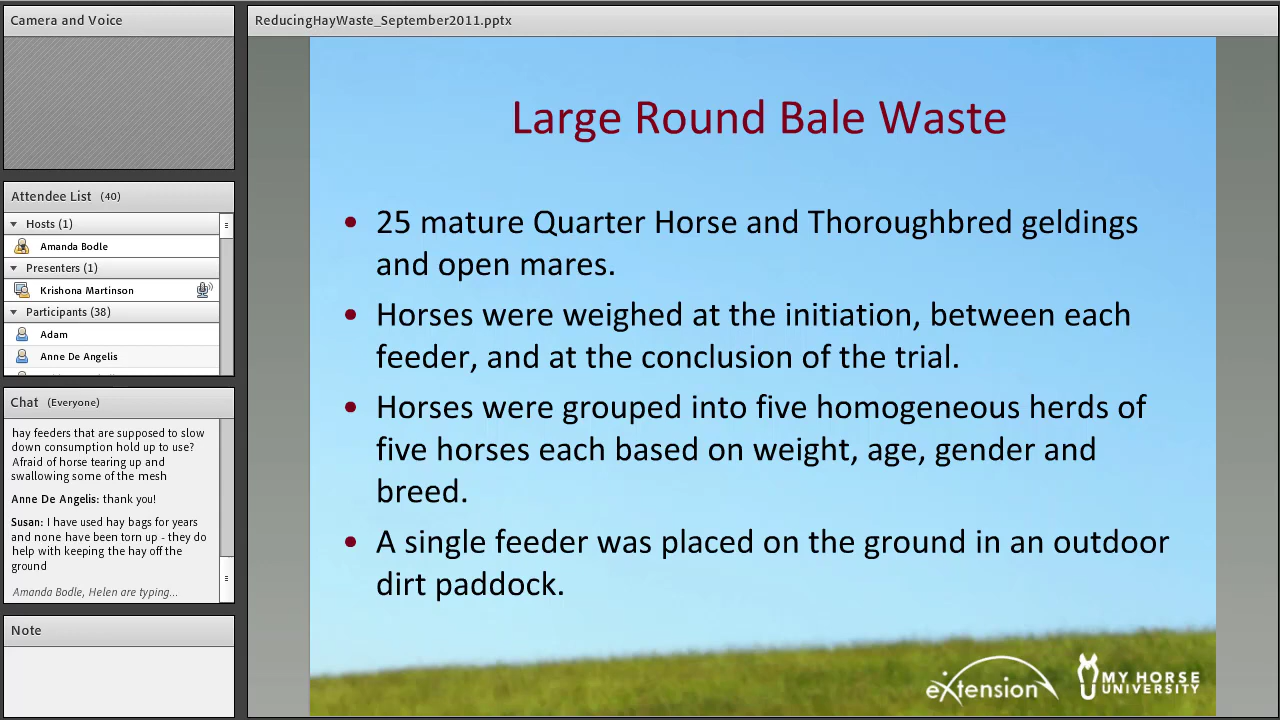 Camera and Voice
Attendee List (40)
Hosts (1)
Amanda Bodle
Presenters (1)
Krishona Martinson
Participants (38)
Adam
Anne De Angelis
Chat (Everyone)
hay feeders that are supposed to slow
down consumption hold up to use?
Afraid of horse tearing up and
swallowing some of the mesh
Anne De Angelis: thank you!
Susan: I have used hay bags for years
and none have been torn up - they do
help with keeping the hay off the
ground
Amanda Bodle, Helen are typing...
Note
ReducingHayWaste_September2011.pptx
Large Round Bale Waste
• 25 mature Quarter Horse and Thoroughbred geldings
and open mares.
• Horses were weighed at the initiation, between each
feeder, and at the conclusion of the trial.
• Horses were grouped into five homogeneous herds of
five horses each based on weight, age, gender and
breed.
• A single feeder was placed on the ground in an outdoor
dirt paddock.
eXtension
MY HORSE
UNIVERSITY